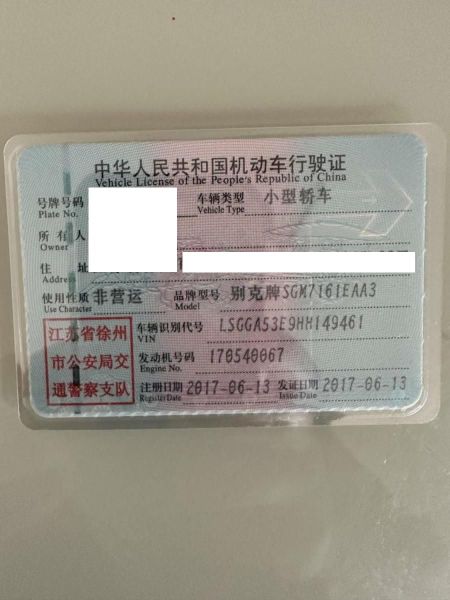 中华人民共和国机动车行驶证
Vehicle License of the People's Republic of China
号牌号码 车辆类型 小型轿车
Plate No. Vehicle Type
所有人
Owner
住址
Address
使用性质 非营运 品牌型号 别克牌SGM7161EAA3
Use Character Model
江苏省徐州
市公安局交
通警察支队
车辆识别代号 LSGGA53E9HH149461
VIN
发动机号码 170540067
Engine No.
注册日期 2017-06-13 发证日期 2017-06-13
Register Date Issue Date